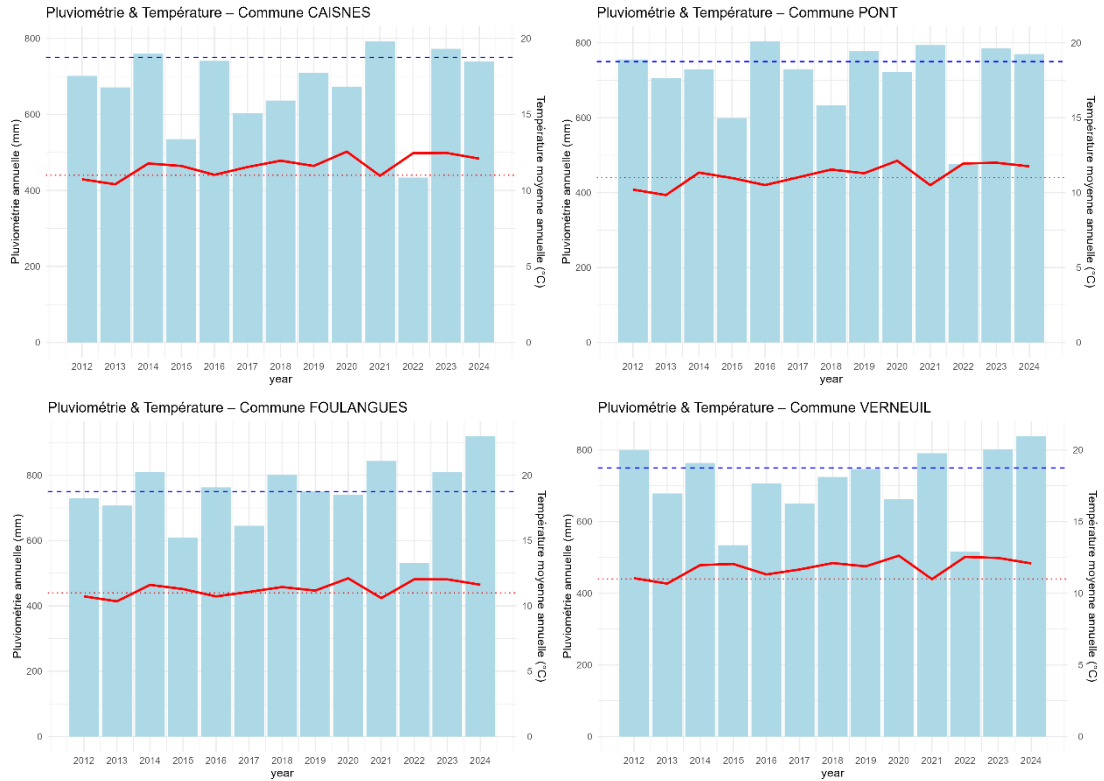 Pluviométrie & Température – Commune CAISNES
Pluviométrie annuelle (mm)
800
600
400
200
0
20
15
10
5
0
Température moyenne annuelle (°C)
2012 2013 2014 2015 2016 2017 2018 2019 2020 2021 2022 2023 2024
year
Pluviométrie & Température – Commune PONT
Pluviométrie annuelle (mm)
800
600
400
200
0
20
15
10
5
0
Température moyenne annuelle (°C)
2012 2013 2014 2015 2016 2017 2018 2019 2020 2021 2022 2023 2024
year
Pluviométrie & Température – Commune FOULANGUES
Pluviométrie annuelle (mm)
800
600
400
200
0
20
15
10
5
0
Température moyenne annuelle (°C)
2012 2013 2014 2015 2016 2017 2018 2019 2020 2021 2022 2023 2024
year
Pluviométrie & Température – Commune VERNEUIL
Pluviométrie annuelle (mm)
800
600
400
200
0
20
15
10
5
0
Température moyenne annuelle (°C)
2012 2013 2014 2015 2016 2017 2018 2019 2020 2021 2022 2023 2024
year